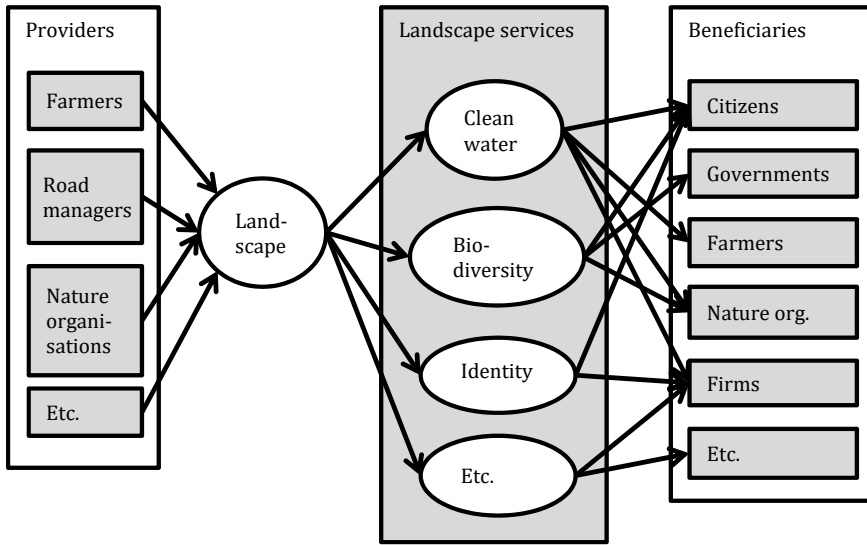 Providers
Farmers
Road
managers
Nature
organi-
sations
Etc.
Land-
scape
Landscape services
Clean
water
Bio-
diversity
Identity
Etc.
Beneficiaries
Citizens
Governments
Farmers
Nature org.
Firms
Etc.